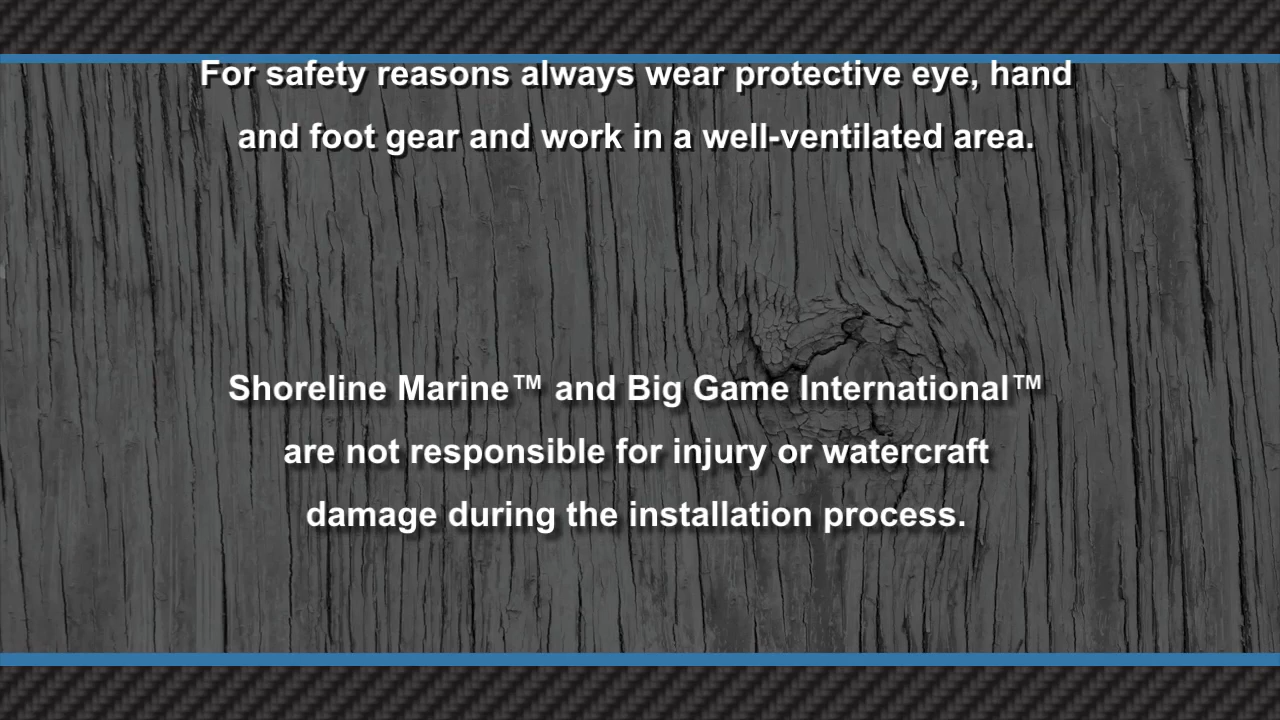 For safety reasons always wear protective eye, hand
and foot gear and work in a well-ventilated area.
Shoreline Marine™ and Big Game International™
are not responsible for injury or watercraft
damage during the installation process.